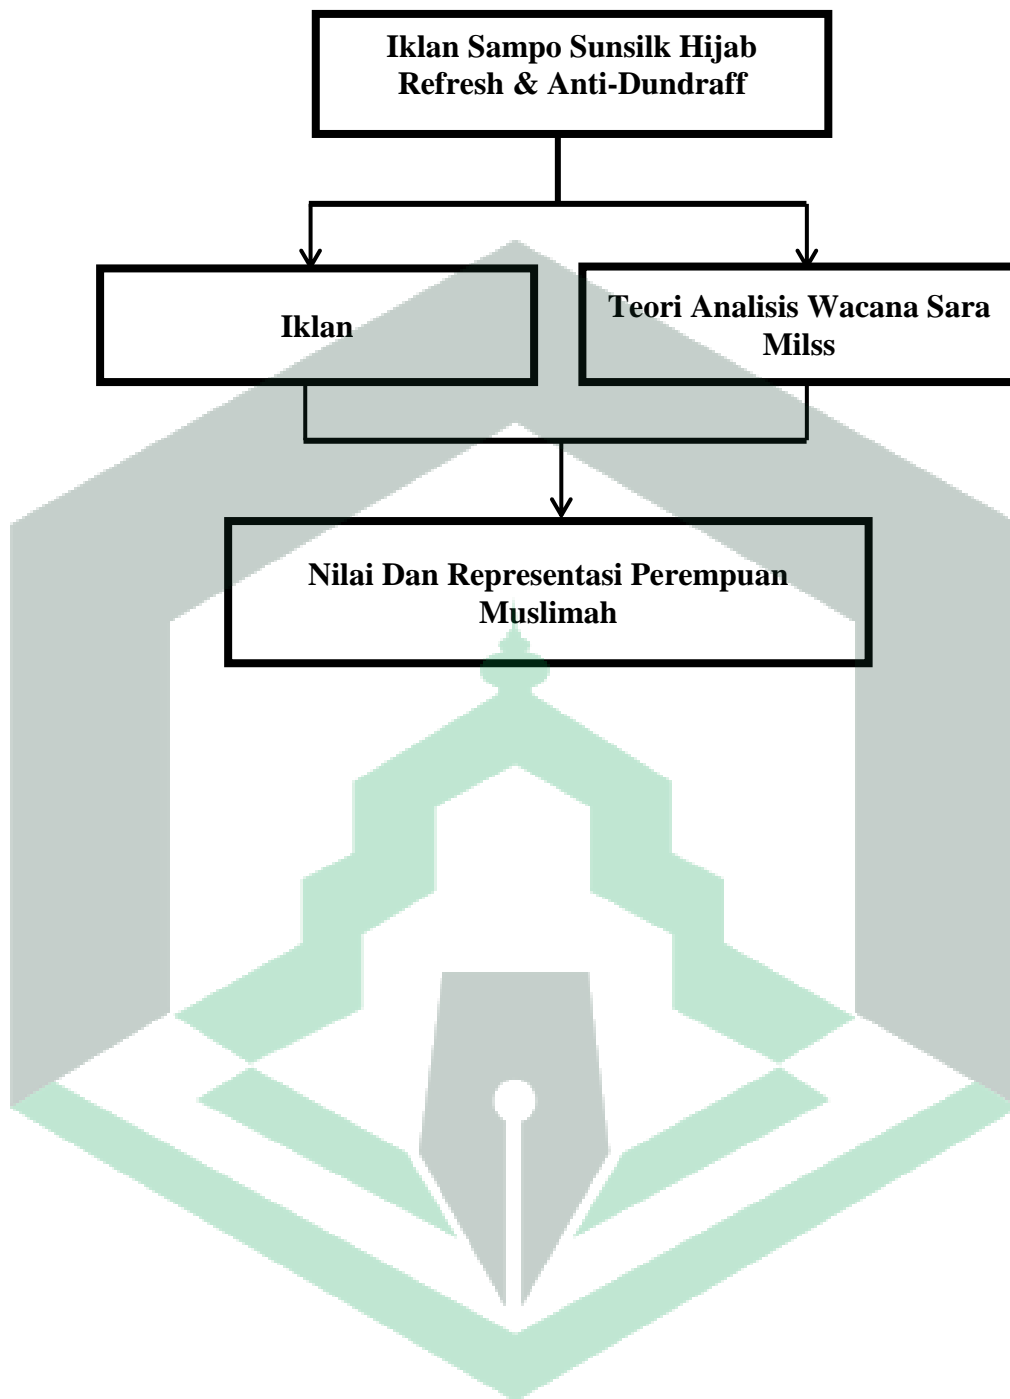 Iklan Sampo Sunsilk Hijab
Refresh & Anti-Dundraff
Iklan
Teori Analisis Wacana Sara
Milss
Nilai Dan Representasi Perempuan
Muslimah